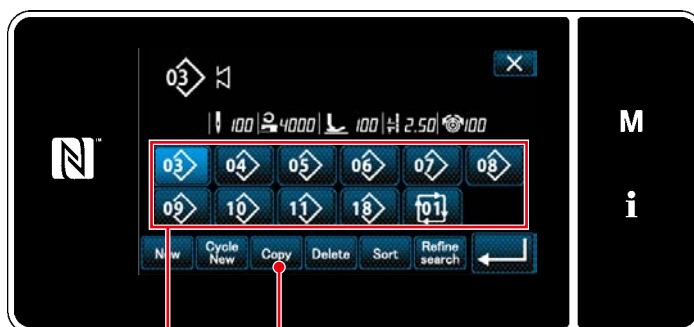 03
100 4000 100 2.50 100
03 04 05 06 07 08
09 10 11 18 01
New Cycle New Copy Delete Sort Refine search
M
i
N™